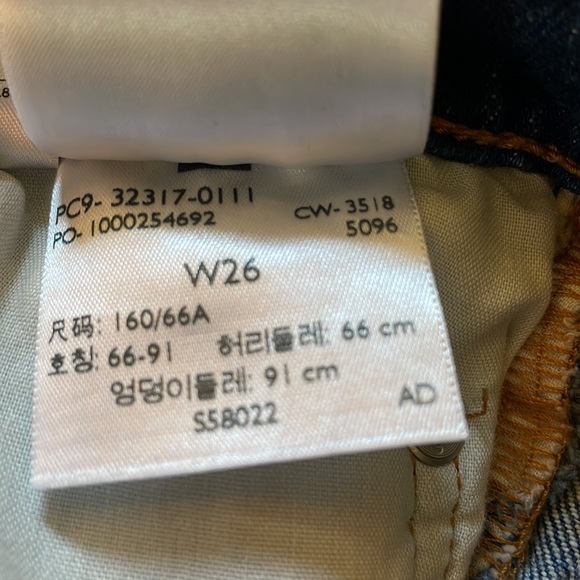 PC9- 32317-0111
CW- 3518
PO- 1000254692
5096
W26
尺码: 160/66A
호칭: 66-91 허리둘레: 66 cm
엉덩이둘레: 91 cm
S58022
AD